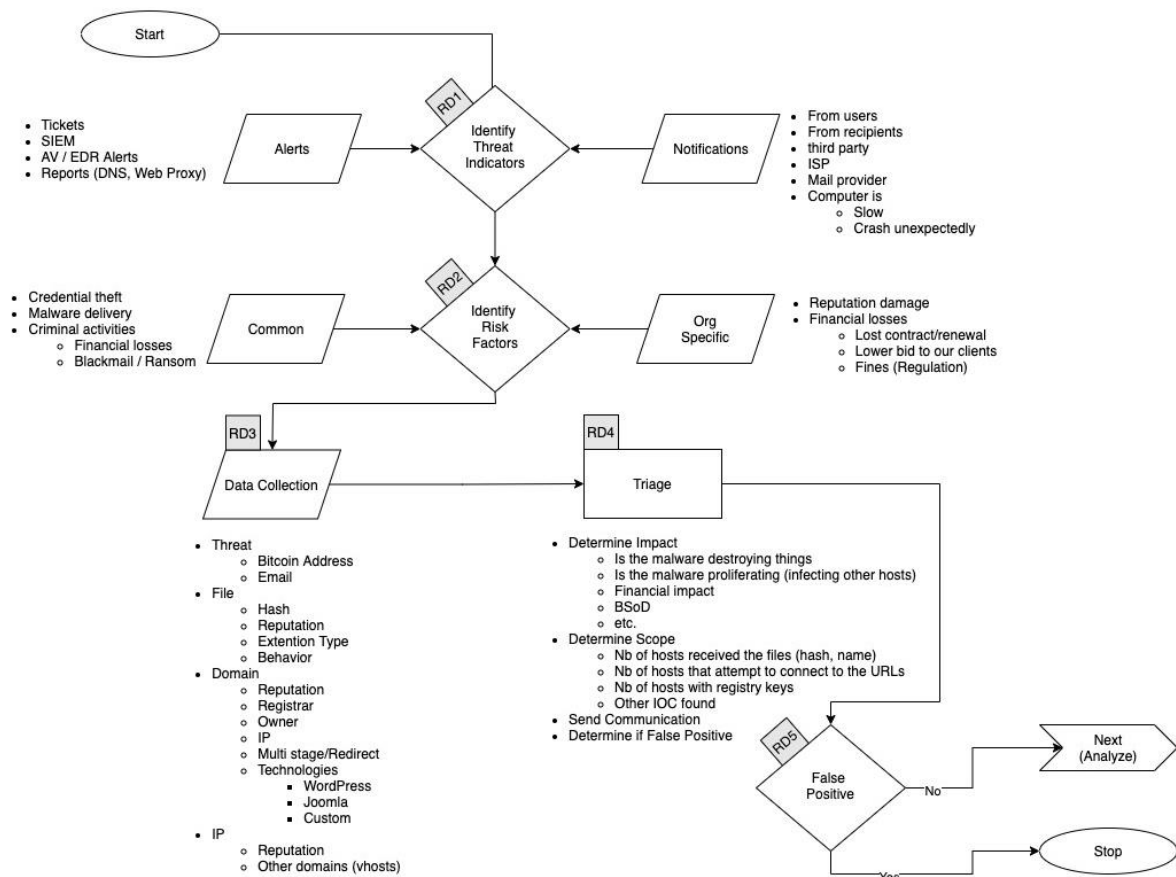 Start
RD1
Identify
Threat
Indicators
Tickets
SIEM
AV / EDR Alerts
Reports (DNS, Web Proxy)
Alerts
Notifications
From users
From recipients
third party
ISP
Mail provider
Computer is
Slow
Crash unexpectedly
RD2
Identify
Risk
Factors
Credential theft
Malware delivery
Criminal activities
Financial losses
Blackmail / Ransom
Common
Org
Specific
Reputation damage
Financial losses
Lost contract/renewal
Lower bid to our clients
Fines (Regulation)
RD3
Data Collection
Threat
Bitcoin Address
Email
File
Hash
Reputation
Extention Type
Behavior
Domain
Reputation
Registrar
Owner
IP
Multi stage/Redirect
Technologies
WordPress
Joomla
Custom
IP
Reputation
Other domains (vhosts)
RD4
Triage
Determine Impact
Is the malware destroying things
Is the malware proliferating (infecting other hosts)
Financial impact
BSoD
etc.
Determine Scope
Nb of hosts received the files (hash, name)
Nb of hosts that attempt to connect to the URLs
Nb of hosts with registry keys
Other IOC found
Send Communication
Determine if False Positive
RD5
False
Positive
No
Next
(Analyze)
Yes
Stop